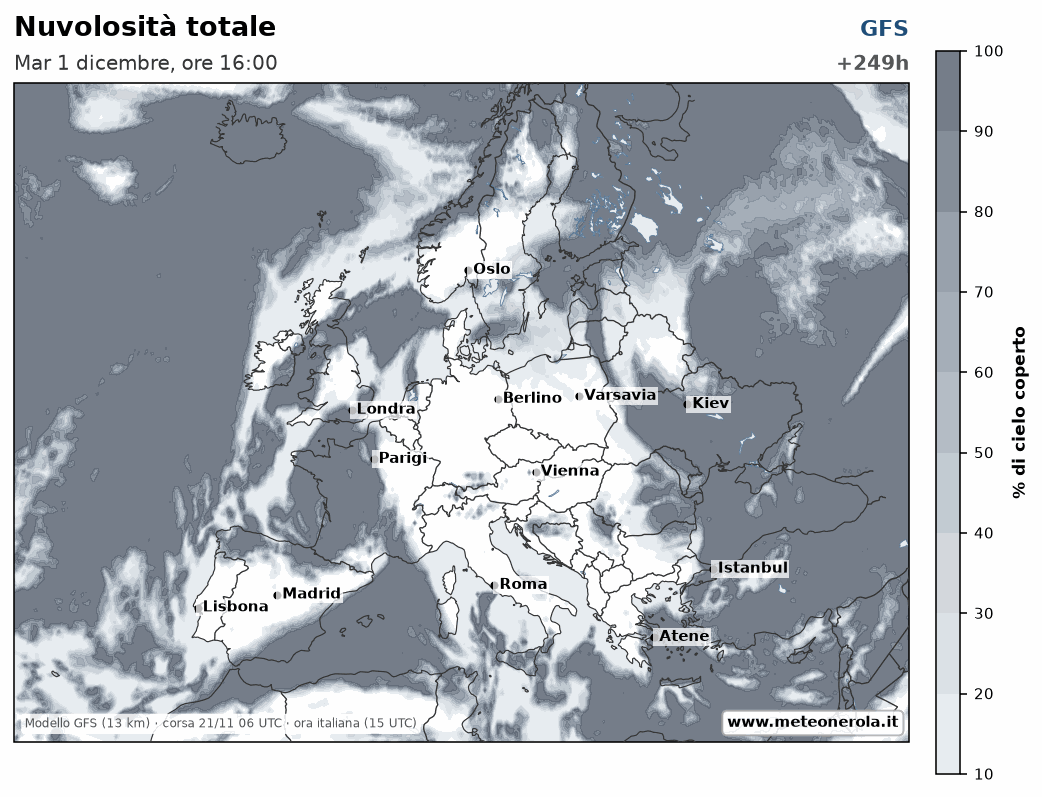 Nuvolosità totale
GFS
Mar 1 dicembre, ore 16:00
+249h
100
90
80
70
60
50
40
30
20
10
% di cielo coperto
Oslo
Berlino
Varsavia
Kiev
Londra
Parigi
Vienna
Istanbul
Roma
Madrid
Lisbona
Atene
Modello GFS (13 km) · corsa 21/11 06 UTC · ora italiana (15 UTC)
www.meteonerola.it